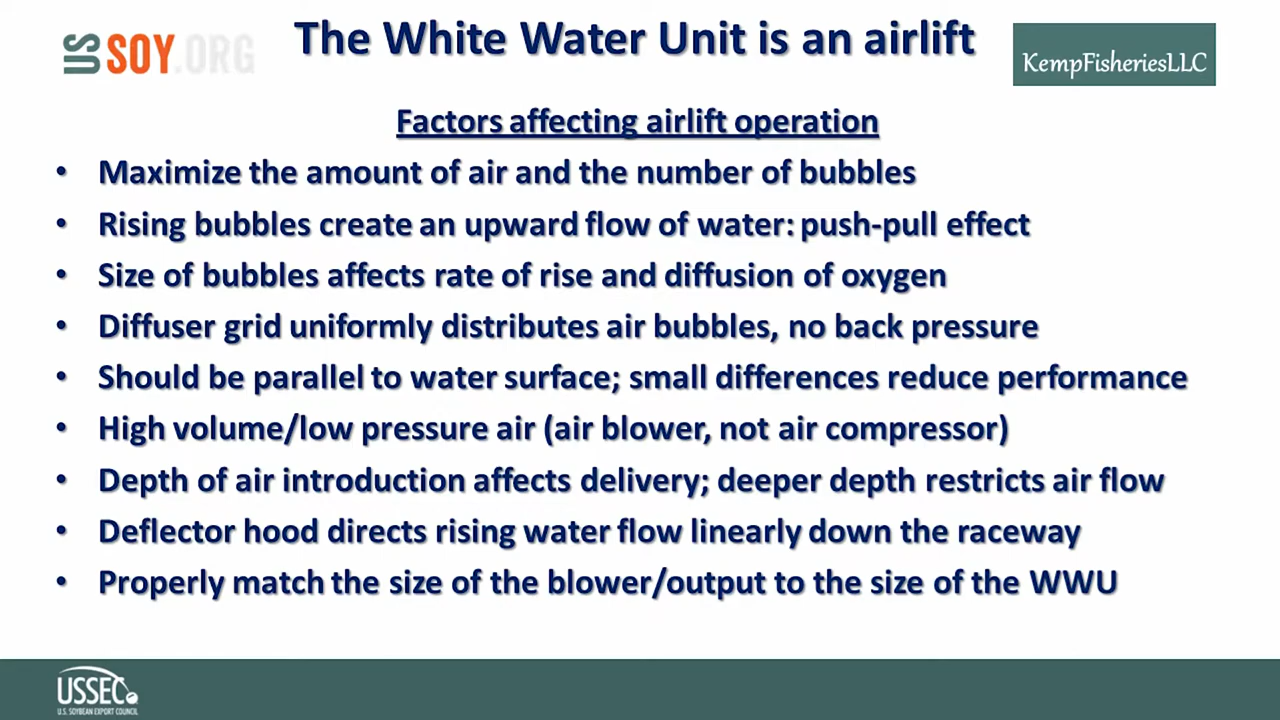 The White Water Unit is an airlift
US SOY.ORG
KempFisheriesLLC
Factors affecting airlift operation
• Maximize the amount of air and the number of bubbles
• Rising bubbles create an upward flow of water: push-pull effect
• Size of bubbles affects rate of rise and diffusion of oxygen
• Diffuser grid uniformly distributes air bubbles, no back pressure
• Should be parallel to water surface; small differences reduce performance
• High volume/low pressure air (air blower, not air compressor)
• Depth of air introduction affects delivery; deeper depth restricts air flow
• Deflector hood directs rising water flow linearly down the raceway
• Properly match the size of the blower/output to the size of the WWU
USSEC
U.S. SOYBEAN EXPORT COUNCIL